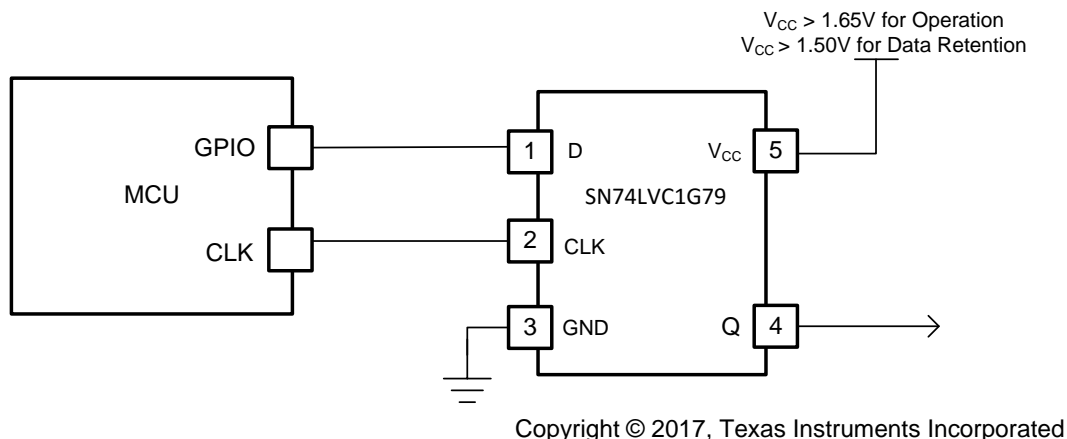 V_CC > 1.65V for Operation
V_CC > 1.50V for Data Retention
GPIO
MCU
CLK
1
D
V_CC
5
SN74LVC1G79
2
CLK
3
GND
Q
4
Copyright © 2017, Texas Instruments Incorporated